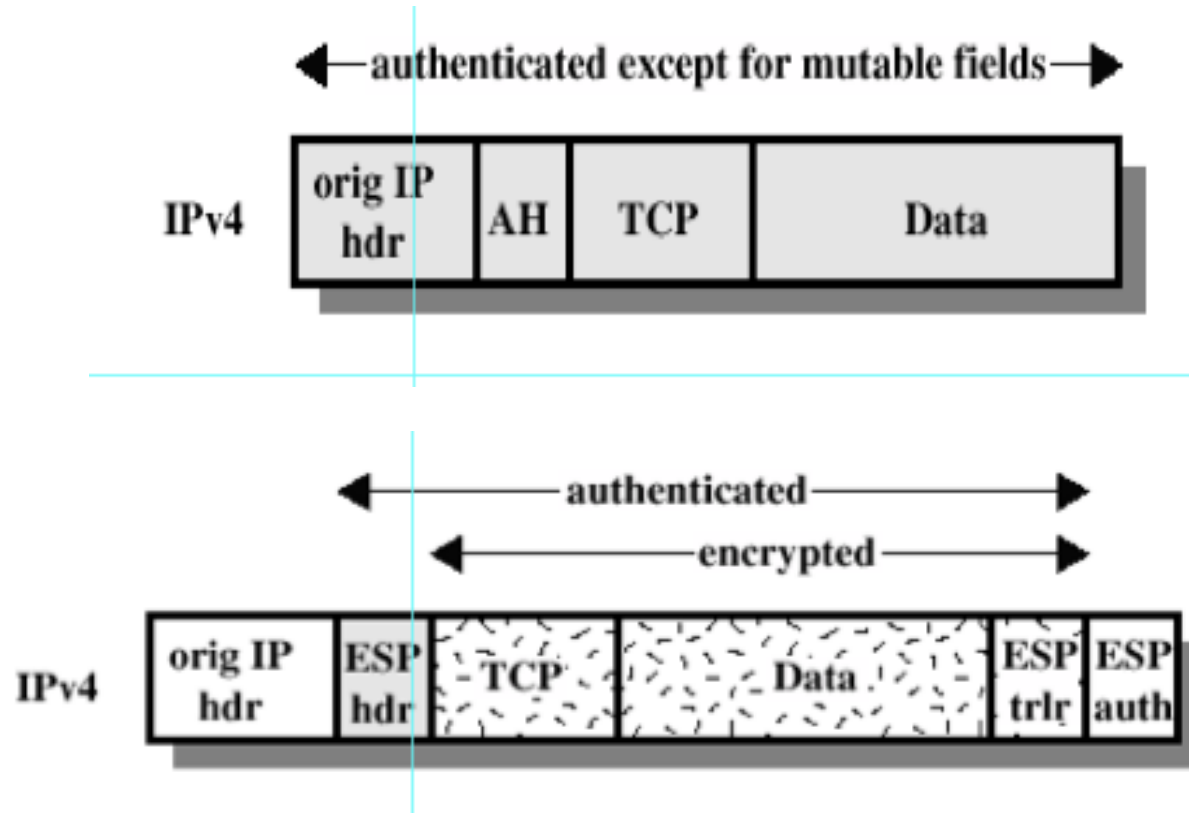 authenticated except for mutable fields
IPv4
orig IP
hdr
AH
TCP
Data
authenticated
encrypted
IPv4
orig IP
hdr
ESP
hdr
TCP
Data
ESP
trlr
ESP
auth